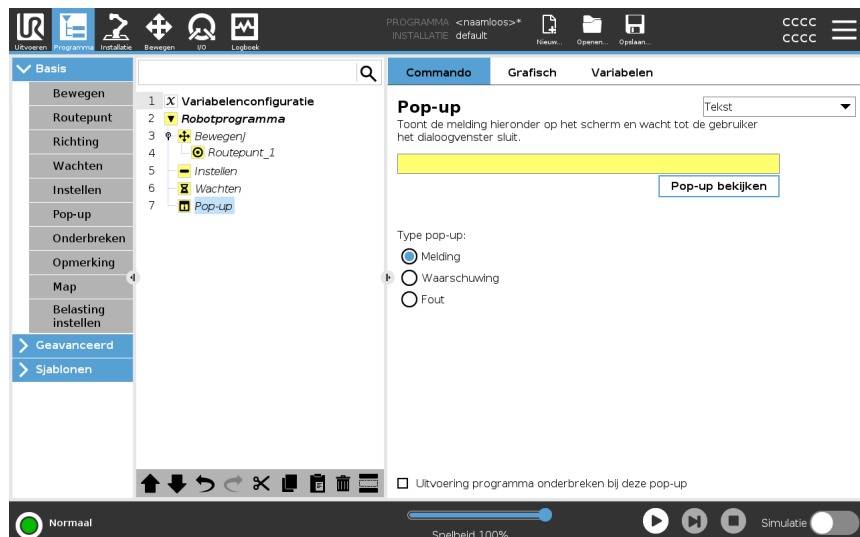 UR
Uitvoeren
Programma
Installatie
Bewegen
I/O
Logboek
PROGRAMMA <naamloos>*
INSTALLATIE default
Nieuw...
Openen...
Opslaan...
CCCC
CCCC
Basis
Bewegen
Routepunt
Richting
Wachten
Instellen
Pop-up
Onderbreken
Opmerking
Map
Belasting
instellen
Geavanceerd
Sjablonen
1 X Variabelenconfiguratie
2 Robotprogramma
3 BewegenJ
4 Routepunt_1
5 Instellen
6 Wachten
7 Pop-up
Commando
Grafisch
Variabelen
Pop-up
Tekst
Toont de melding hieronder op het scherm en wacht tot de gebruiker
het dialoogvenster sluit.
Pop-up bekijken
Type pop-up:
Melding
Waarschuwing
Fout
Uitvoering programma onderbreken bij deze pop-up
Normaal
Snelheid 100%
Simulatie